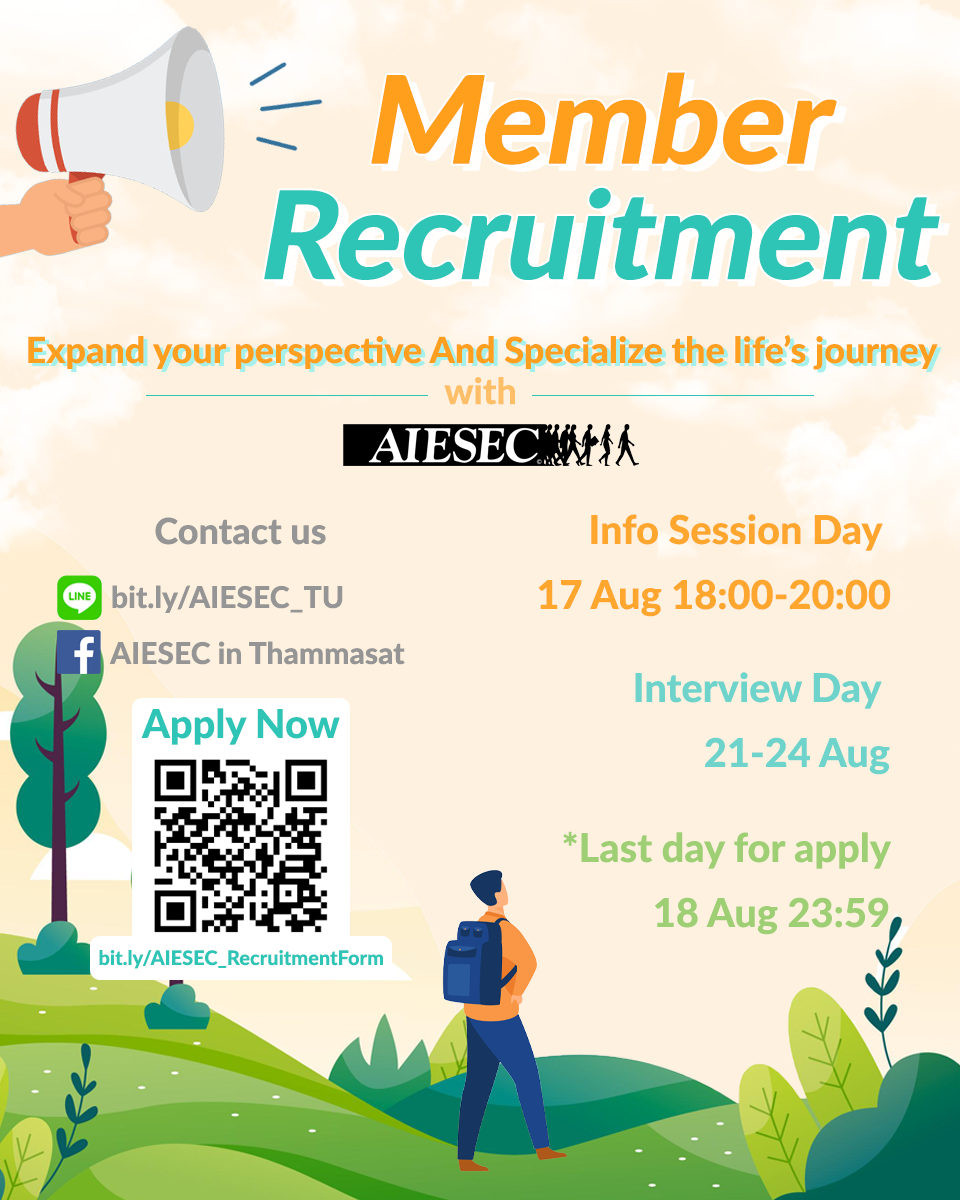 Member
Recruitment
Expand your perspective And Specialize the life's journey
with
AIESEC
Contact us
LINE bit.ly/AIESEC_TU
f AIESEC in Thammasat
Apply Now
bit.ly/AIESEC_RecruitmentForm
Info Session Day
17 Aug 18:00-20:00
Interview Day
21-24 Aug
*Last day for apply
18 Aug 23:59